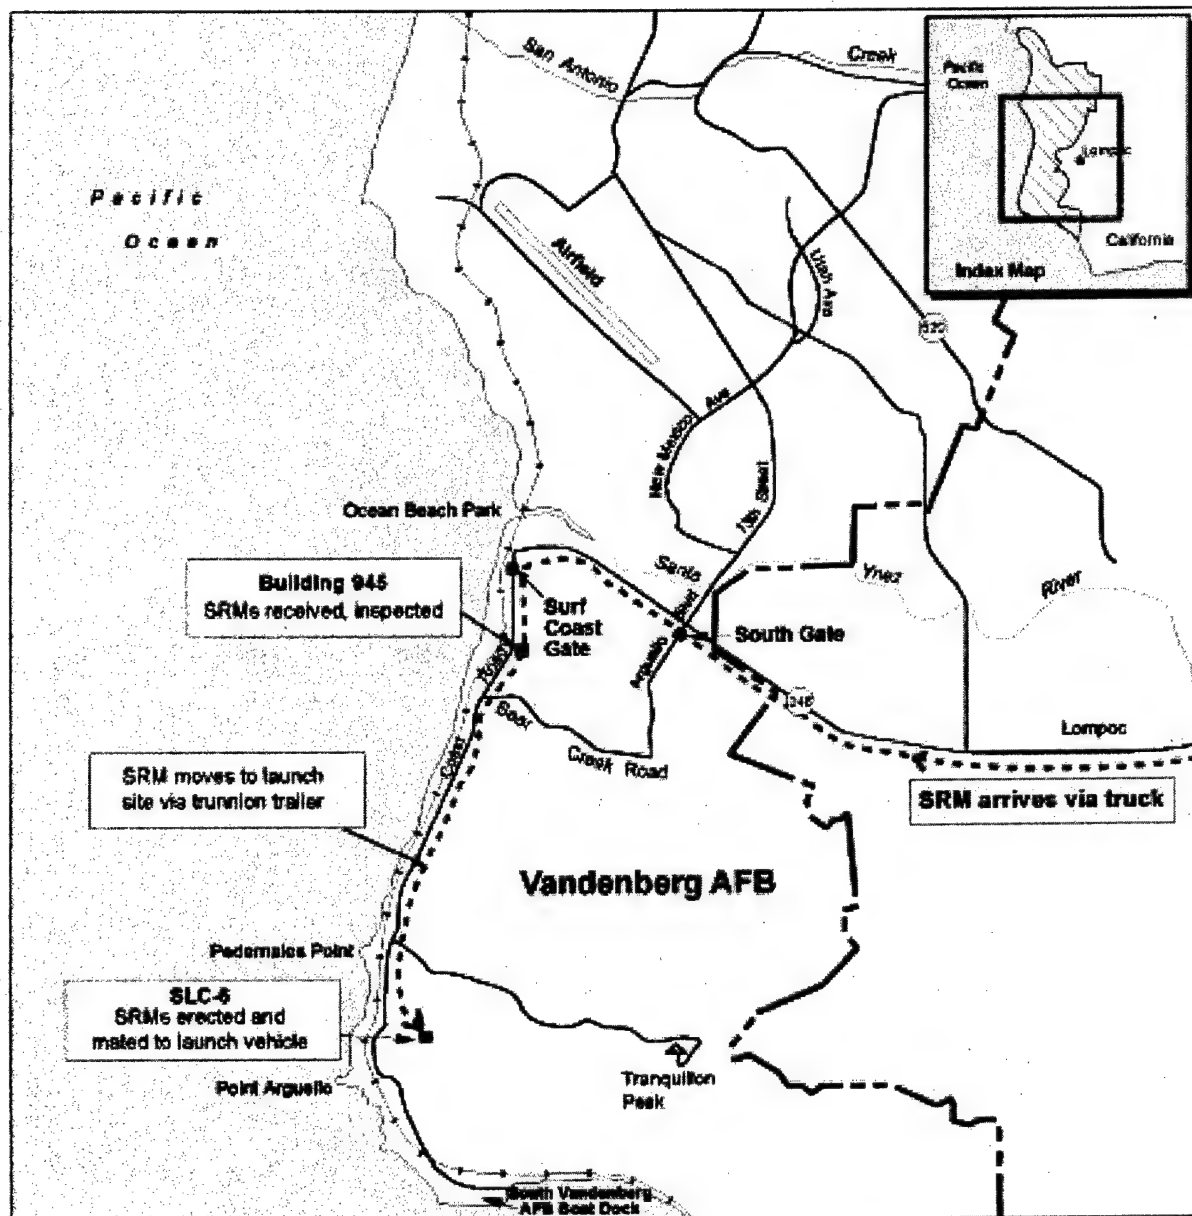 San Antonio
Creek
Pacific
Ocean
Lompoc
California
Index Map
Pacific
Ocean
Airfield
Utah Ave
New Mexico Ave
13th Street
Ocean Beach Park
Santa Ynez River
Building 945
SRMs received, inspected
Surf
Coast
Gate
Arguello Blvd
South Gate
246
Coast Road
Bear Creek Road
Lompoc
SRM moves to launch
site via trunnion trailer
SRM arrives via truck
Vandenberg AFB
Pedernales Point
SLC-6
SRMs erected and
mated to launch vehicle
Point Arguello
Tranquillon
Peak
South Vandenberg
AFB Boat Dock